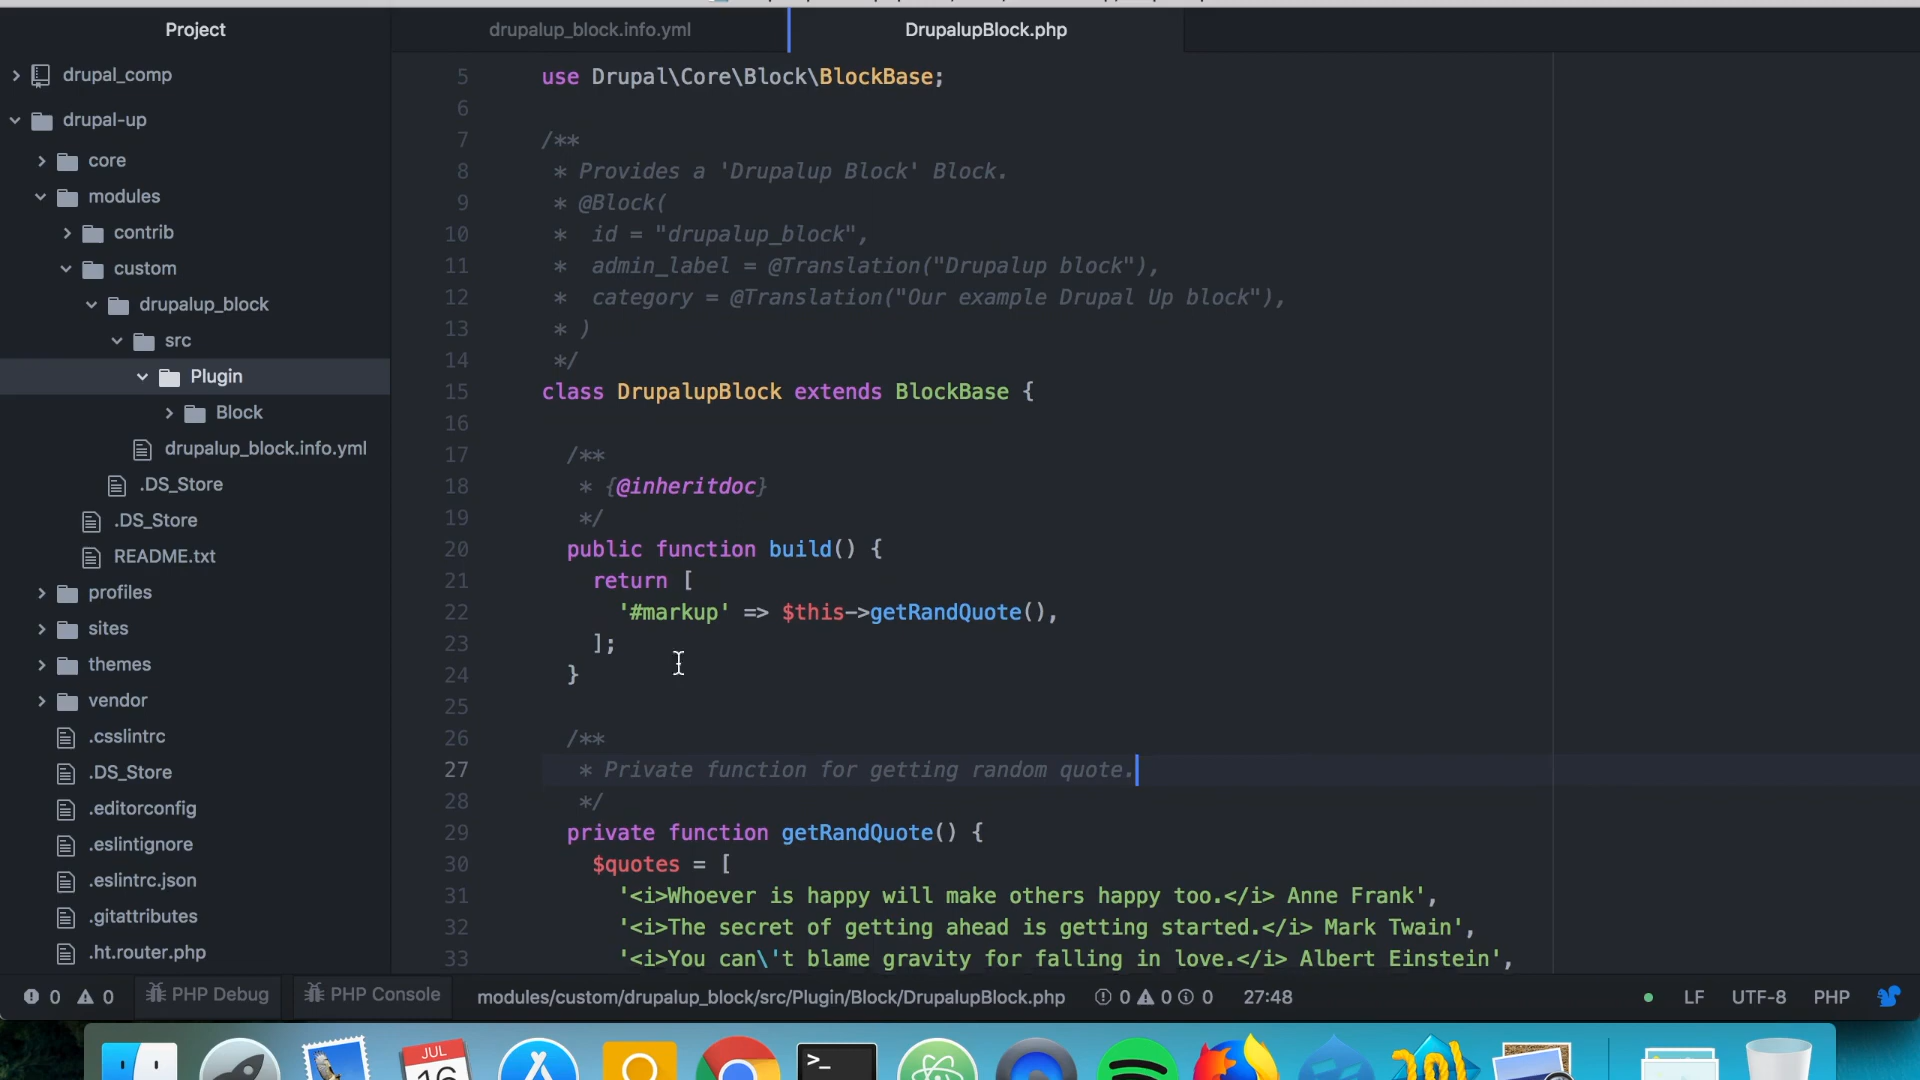 Project
drupalup_block.info.yml
DrupalupBlock.php
drupal_comp
drupal-up
core
modules
contrib
custom
drupalup_block
src
Plugin
Block
drupalup_block.info.yml
.DS_Store
.DS_Store
README.txt
profiles
sites
themes
vendor
.csslintrc
.DS_Store
.editorconfig
.eslintignore
.eslintrc.json
.gitattributes
.ht.router.php
5 use Drupal\Core\Block\BlockBase;
6
7 /**
8 * Provides a 'Drupalup Block' Block.
9 * @Block(
10 *  id = "drupalup_block",
11 *  admin_label = @Translation("Drupalup block"),
12 *  category = @Translation("Our example Drupal Up block"),
13 * )
14 */
15 class DrupalupBlock extends BlockBase {
16
17 /**
18 * {@inheritdoc}
19 */
20 public function build() {
21 return [
22 '#markup' => $this->getRandQuote(),
23 ];
24 }
25
26 /**
27 * Private function for getting random quote.
28 */
29 private function getRandQuote() {
30 $quotes = [
31 '<i>Whoever is happy will make others happy too.</i> Anne Frank',
32 '<i>The secret of getting ahead is getting started.</i> Mark Twain',
33 '<i>You can\'t blame gravity for falling in love.</i> Albert Einstein',
0 0 PHP Debug PHP Console modules/custom/drupalup_block/src/Plugin/Block/DrupalupBlock.php 0 0 0 27:48 LF UTF-8 PHP
JUL
16
>_